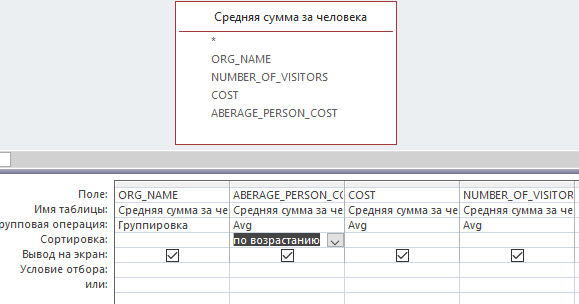 Средняя сумма за человека
*
ORG_NAME
NUMBER_OF_VISITORS
COST
ABERAGE_PERSON_COST
Поле: ORG_NAME ABERAGE_PERSON_CO COST NUMBER_OF_VISITOR
Имя таблицы: Средняя сумма за че Средняя сумма за че Средняя сумма за че Средняя сумма за че
рупповая операция: Группировка Avg Avg Avg
Сортировка: по возрастанию
Вывод на экран:
Условие отбора:
или: